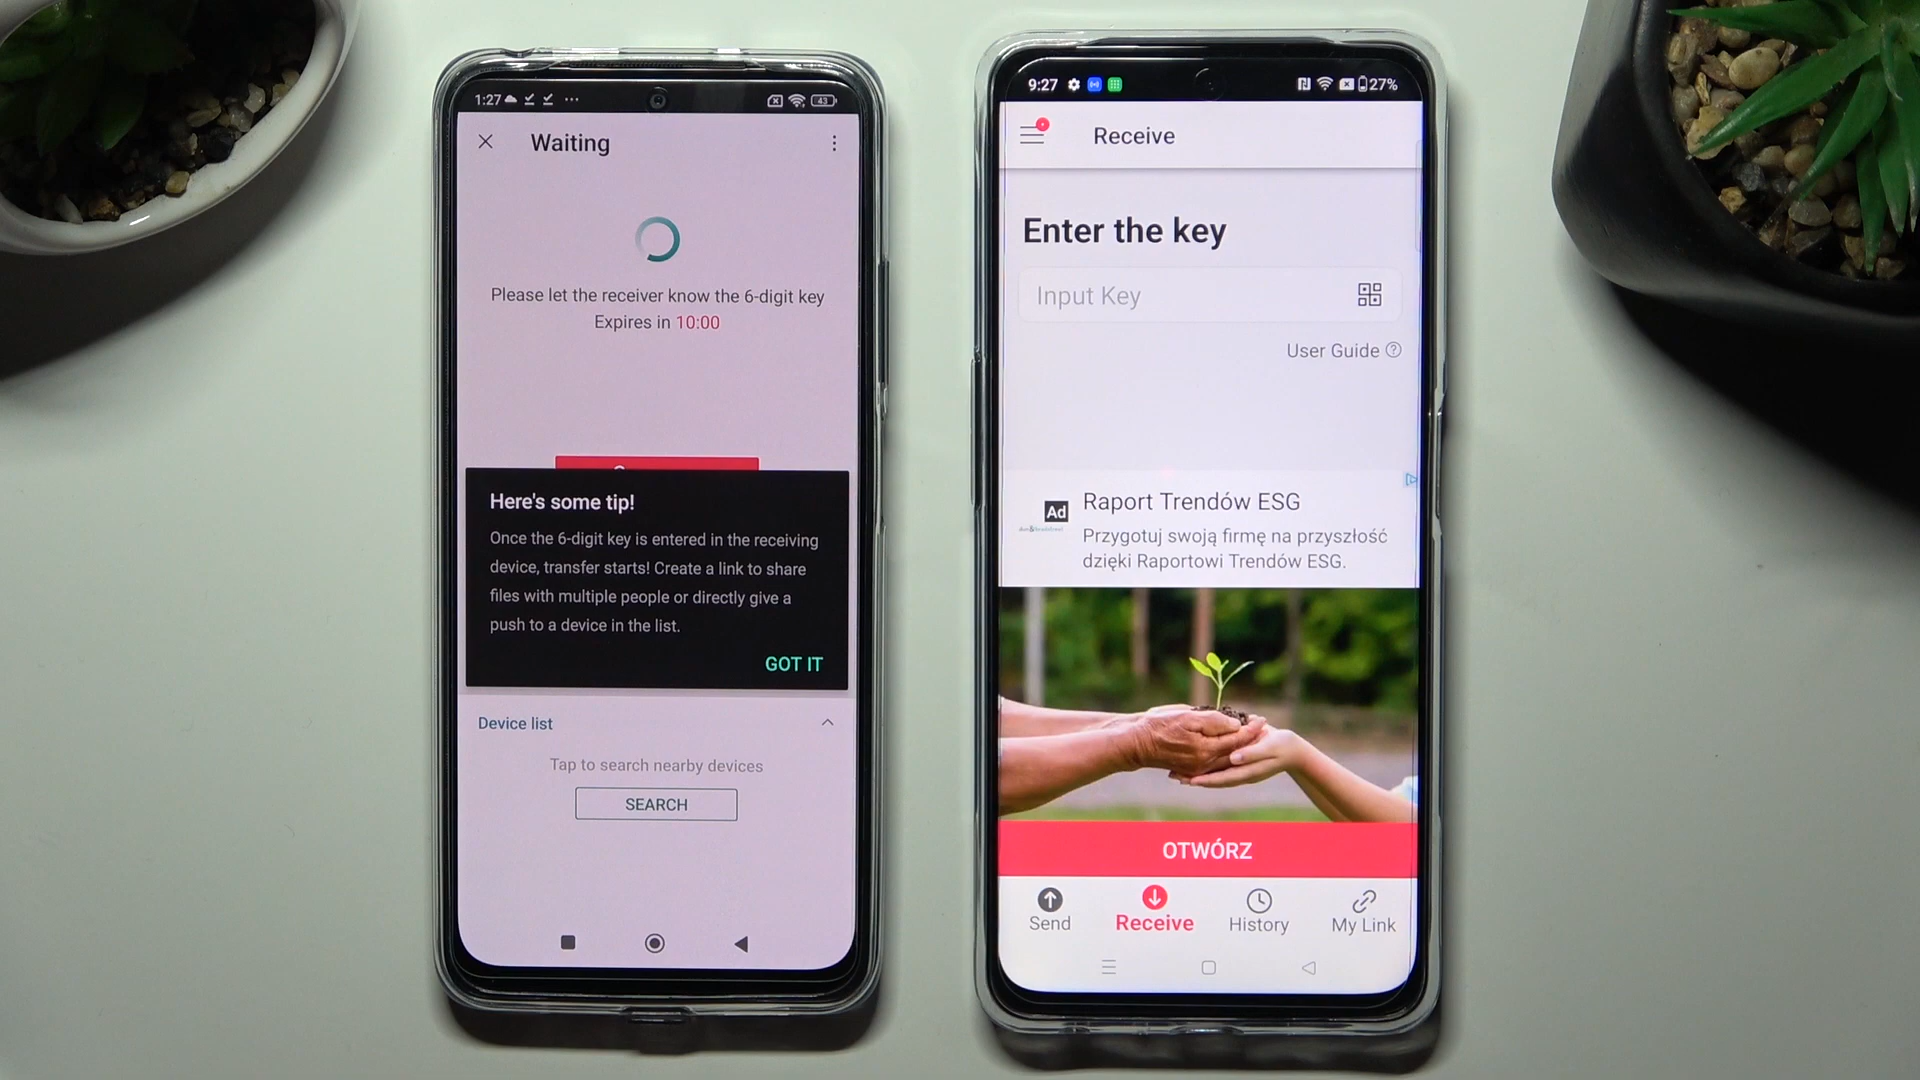 1:27
43
Waiting
Please let the receiver know the 6-digit key
Expires in 10:00
Here's some tip!
Once the 6-digit key is entered in the receiving
device, transfer starts! Create a link to share
files with multiple people or directly give a
push to a device in the list.
GOT IT
Device list
Tap to search nearby devices
SEARCH
9:27
27%
Receive
Enter the key
Input Key
User Guide ?
Ad
Raport Trendów ESG
Przygotuj swoją firmę na przyszłość
dzięki Raportowi Trendów ESG.
OTWÓRZ
Send
Receive
History
My Link